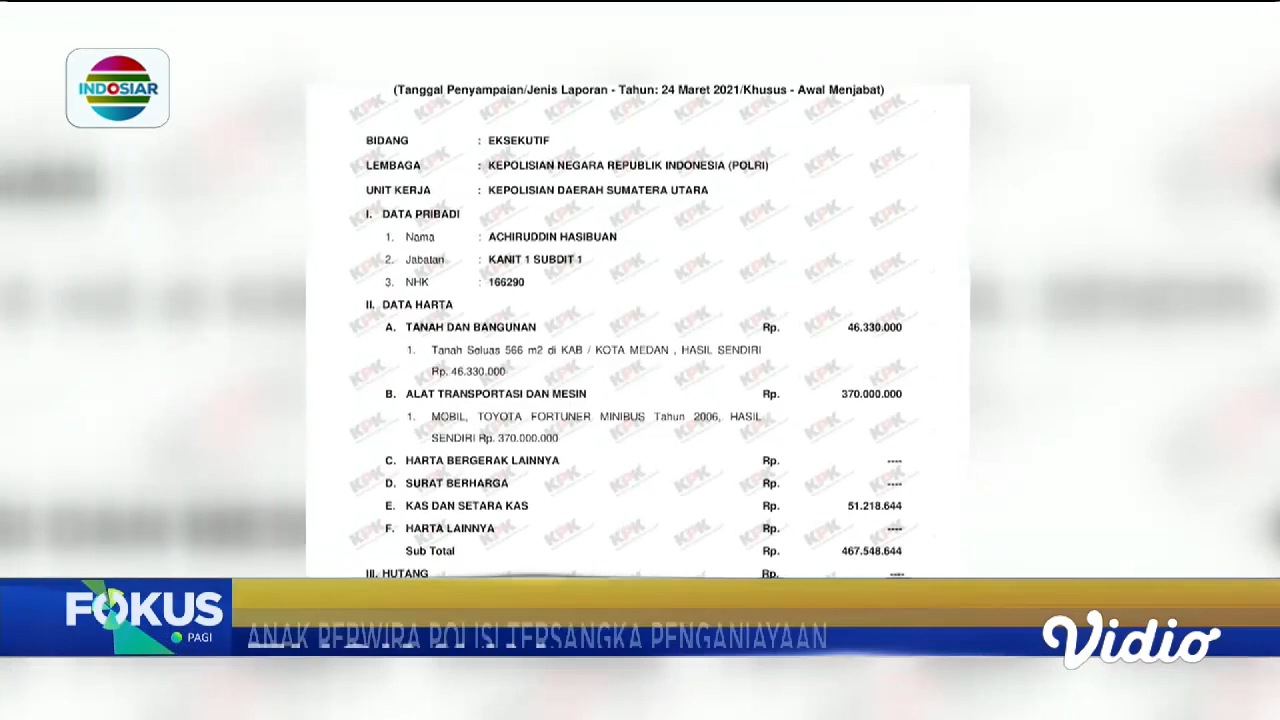 INDOSIAR
(Tanggal Penyampaian/Jenis Laporan - Tahun: 24 Maret 2021/Khusus - Awal Menjabat)
BIDANG : EKSEKUTIF
LEMBAGA : KEPOLISIAN NEGARA REPUBLIK INDONESIA (POLRI)
UNIT KERJA : KEPOLISIAN DAERAH SUMATERA UTARA
I. DATA PRIBADI
1. Nama : ACHIRUDDIN HASIBUAN
2. Jabatan : KANIT 1 SUBDIT 1
3. NHK : 166290
II. DATA HARTA
A. TANAH DAN BANGUNAN Rp. 46.330.000
1. Tanah Seluas 566 m2 di KAB / KOTA MEDAN , HASIL SENDIRI
Rp. 46.330.000
B. ALAT TRANSPORTASI DAN MESIN Rp. 370.000.000
1. MOBIL, TOYOTA FORTUNER MINIBUS Tahun 2006, HASIL
SENDIRI Rp. 370.000.000
C. HARTA BERGERAK LAINNYA Rp. ----
D. SURAT BERHARGA Rp. ----
E. KAS DAN SETARA KAS Rp. 51.218.644
F. HARTA LAINNYA Rp. ----
Sub Total Rp. 467.548.644
III. HUTANG Rp. ----
FOKUS
PAGI
ANAK PERWIRA POLISI TERSANGKA PENGANIAYAAN
Vidio